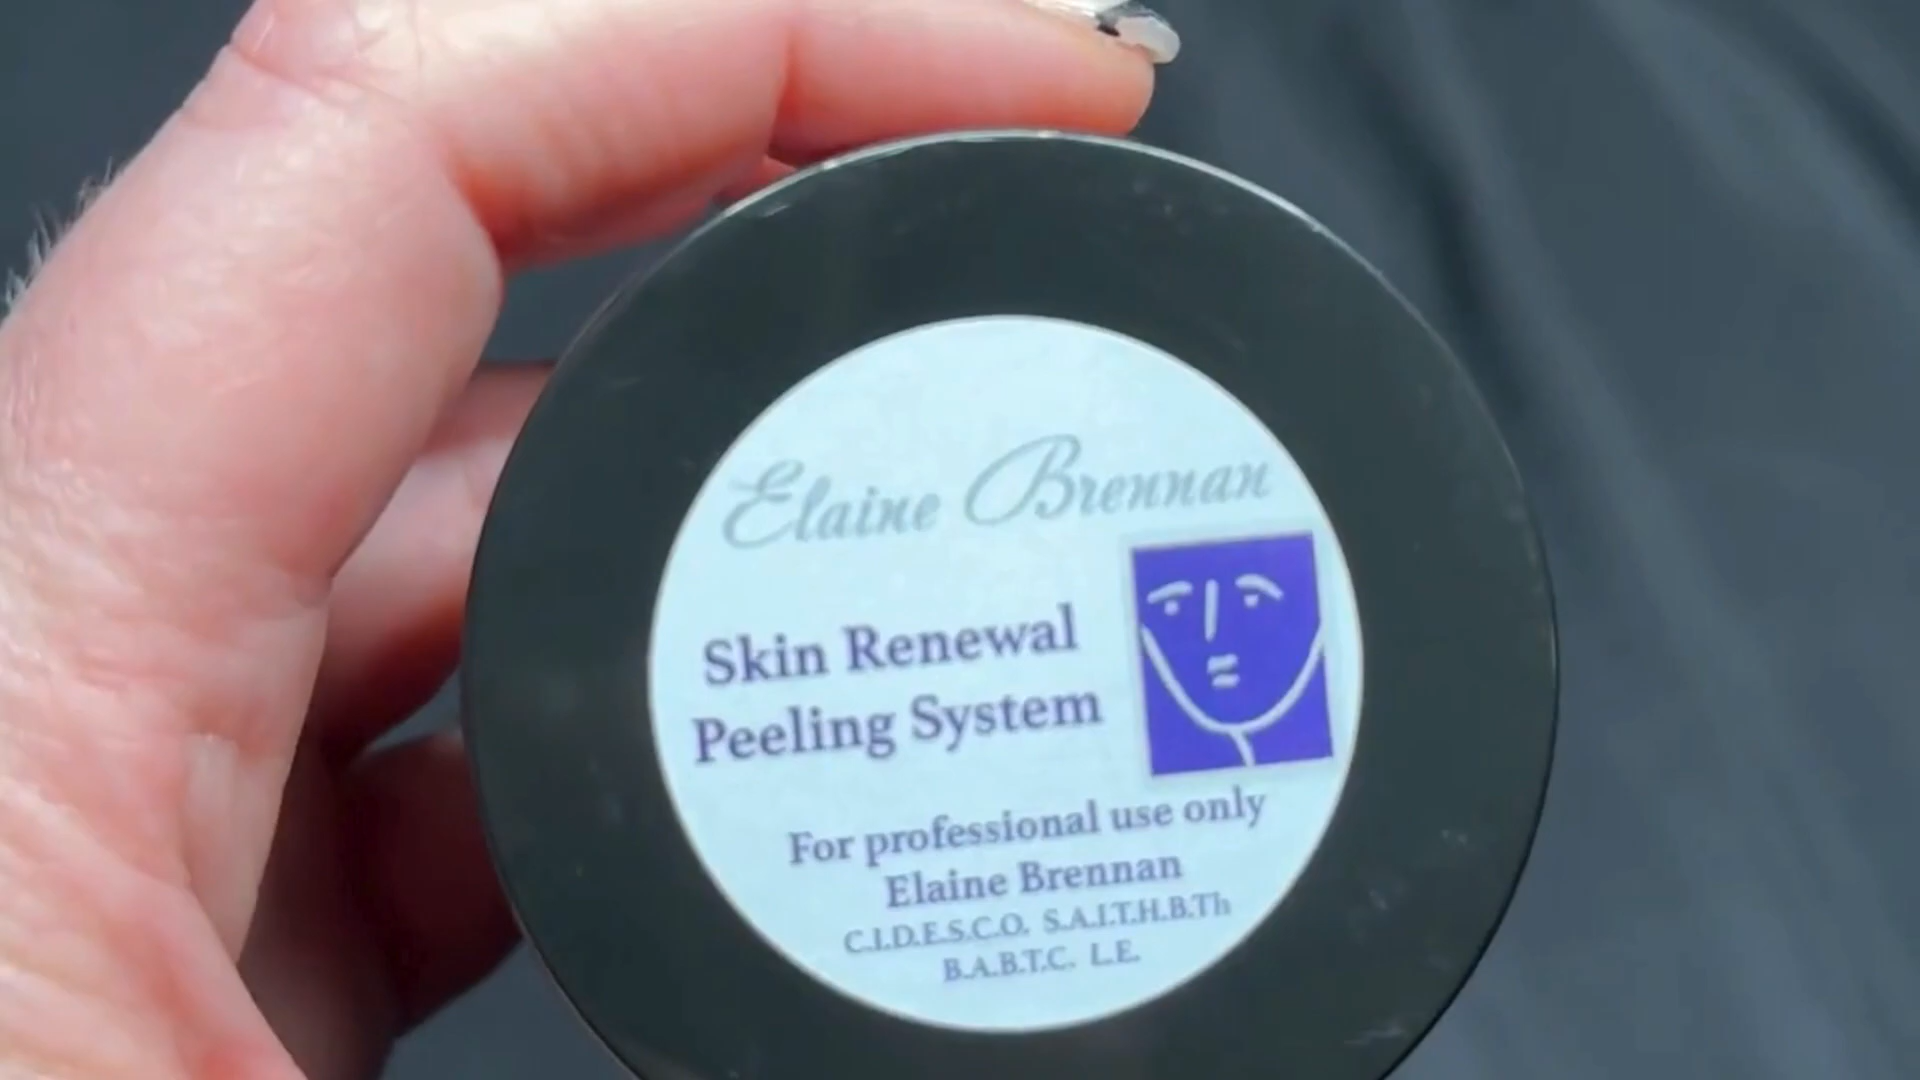 Elaine Brennan
Skin Renewal
Peeling System
For professional use only
Elaine Brennan
C.I.D.E.S.C.O. S.A.I.T.H.B.Th
B.A.B.T.C. L.E.